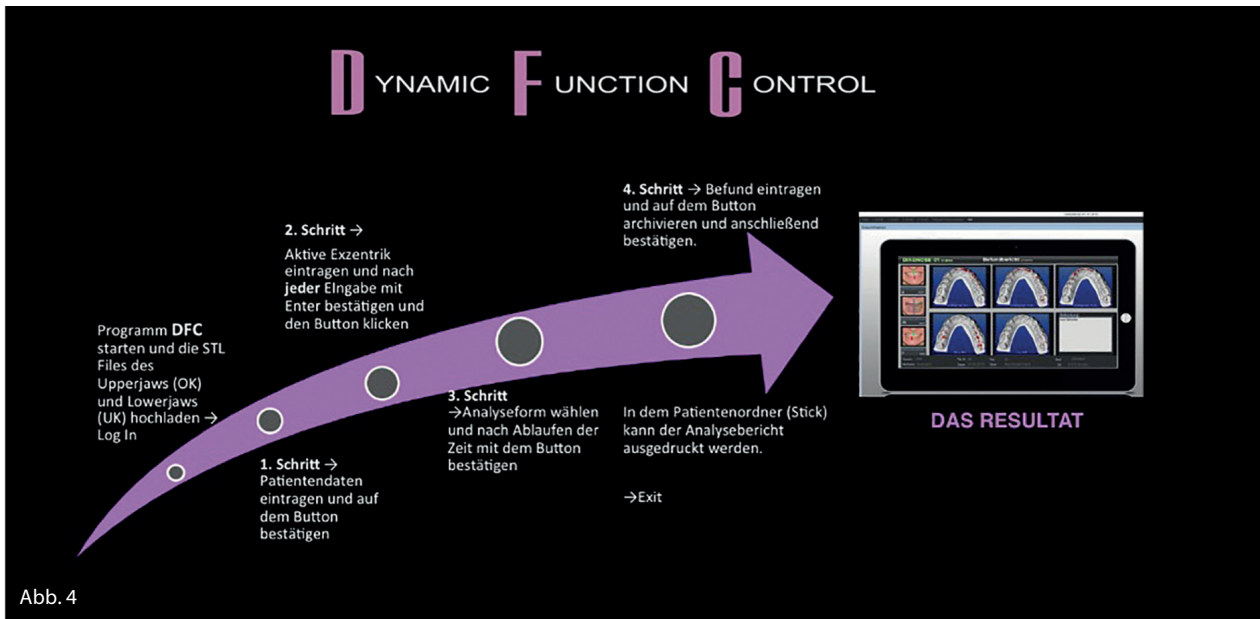 DYNAMIC FUNCTION CONTROL
Programm DFC
starten und die STL
Files des
Upperjaws (OK)
und Lowerjaws
(UK) hochladen →
Log In
1. Schritt →
Patientendaten
eintragen und auf
dem Button
bestätigen
2. Schritt →
Aktive Exzentrik
eintragen und nach
jeder EIngabe mit
Enter bestätigen und
den Button klicken
3. Schritt
→Analyseform wählen
und nach Ablaufen der
Zeit mit dem Button
bestätigen
4. Schritt → Befund eintragen
und auf dem Button
archivieren und anschließend
bestätigen.
In dem Patientenordner (Stick)
kann der Analysebericht
ausgedruckt werden.
→Exit
DIAGNOSE
Befundbericht
DAS RESULTAT
Abb. 4